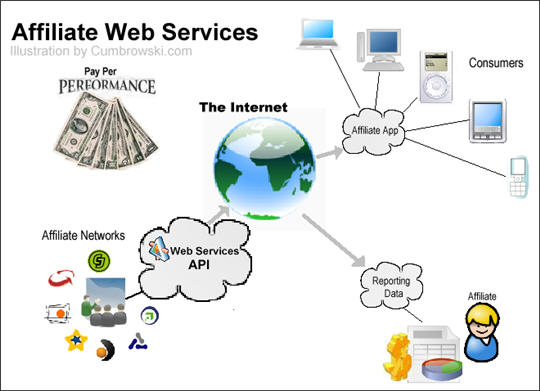 Affiliate Web Services
Illustration by Cumbrowski.com
Pay Per
PERFORMANCE
The Internet
Consumers
Affiliate App
Affiliate Networks
Web Services
API
Reporting
Data
Affiliate